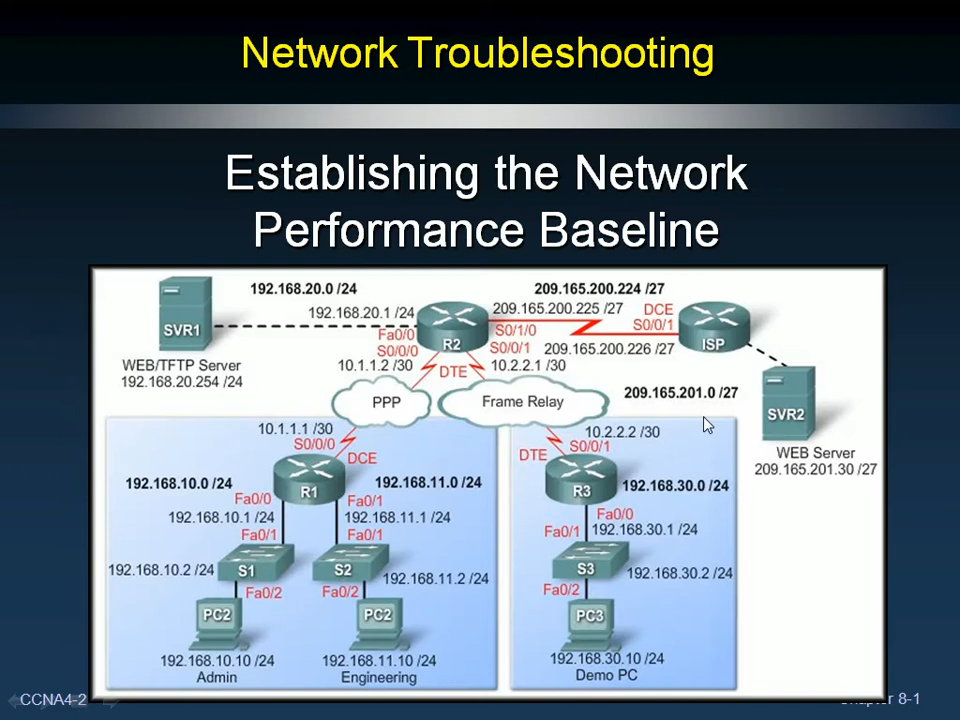 Network Troubleshooting
Establishing the Network
Performance Baseline
192.168.20.0 /24
209.165.200.224 /27
192.168.20.1 /24
209.165.200.225 /27
DCE
S0/0/1
SVR1
Fa0/0
S0/0/0
R2
S0/1/0
S0/0/1
ISP
209.165.200.226 /27
WEB/TFTP Server
192.168.20.254 /24
10.1.1.2 /30
DTE
10.2.2.1 /30
PPP
Frame Relay
209.165.201.0 /27
SVR2
WEB Server
209.165.201.30 /27
10.1.1.1 /30
S0/0/0
DCE
10.2.2.2 /30
S0/0/1
DTE
192.168.10.0 /24
R1
192.168.11.0 /24
R3
192.168.30.0 /24
Fa0/0
Fa0/1
Fa0/0
192.168.10.1 /24
192.168.11.1 /24
192.168.30.1 /24
Fa0/1
Fa0/1
Fa0/1
192.168.10.2 /24
S1
S2
192.168.11.2 /24
S3
192.168.30.2 /24
Fa0/2
Fa0/2
Fa0/2
PC2
PC2
PC3
192.168.10.10 /24
Admin
192.168.11.10 /24
Engineering
192.168.30.10 /24
Demo PC
CCNA4-2
Chapter 8-1